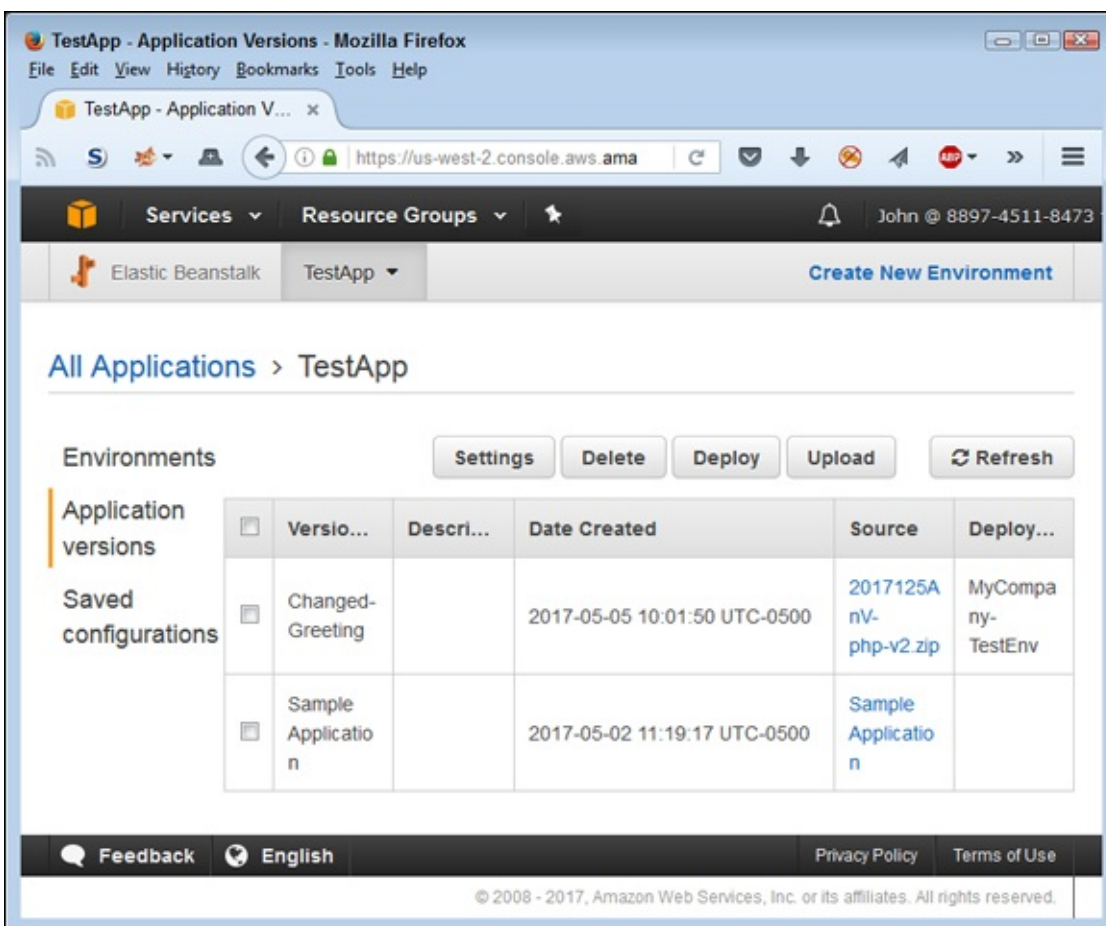 TestApp - Application Versions - Mozilla Firefox
File Edit View History Bookmarks Tools Help
TestApp - Application V... ×
S) https://us-west-2.console.aws.ama ABP »
Services Resource Groups John @ 8897-4511-8473
Elastic Beanstalk TestApp Create New Environment
All Applications > TestApp
Environments Settings Delete Deploy Upload Refresh
Application
versions
Saved
configurations
Versio... Descri... Date Created Source Deploy...
Changed-
Greeting
2017-05-05 10:01:50 UTC-0500
2017125A
nV-
php-v2.zip
MyCompa
ny-
TestEnv
Sample
Applicatio
n
2017-05-02 11:19:17 UTC-0500
Sample
Applicatio
n
Feedback English Privacy Policy Terms of Use
© 2008 - 2017, Amazon Web Services, Inc. or its affiliates. All rights reserved.